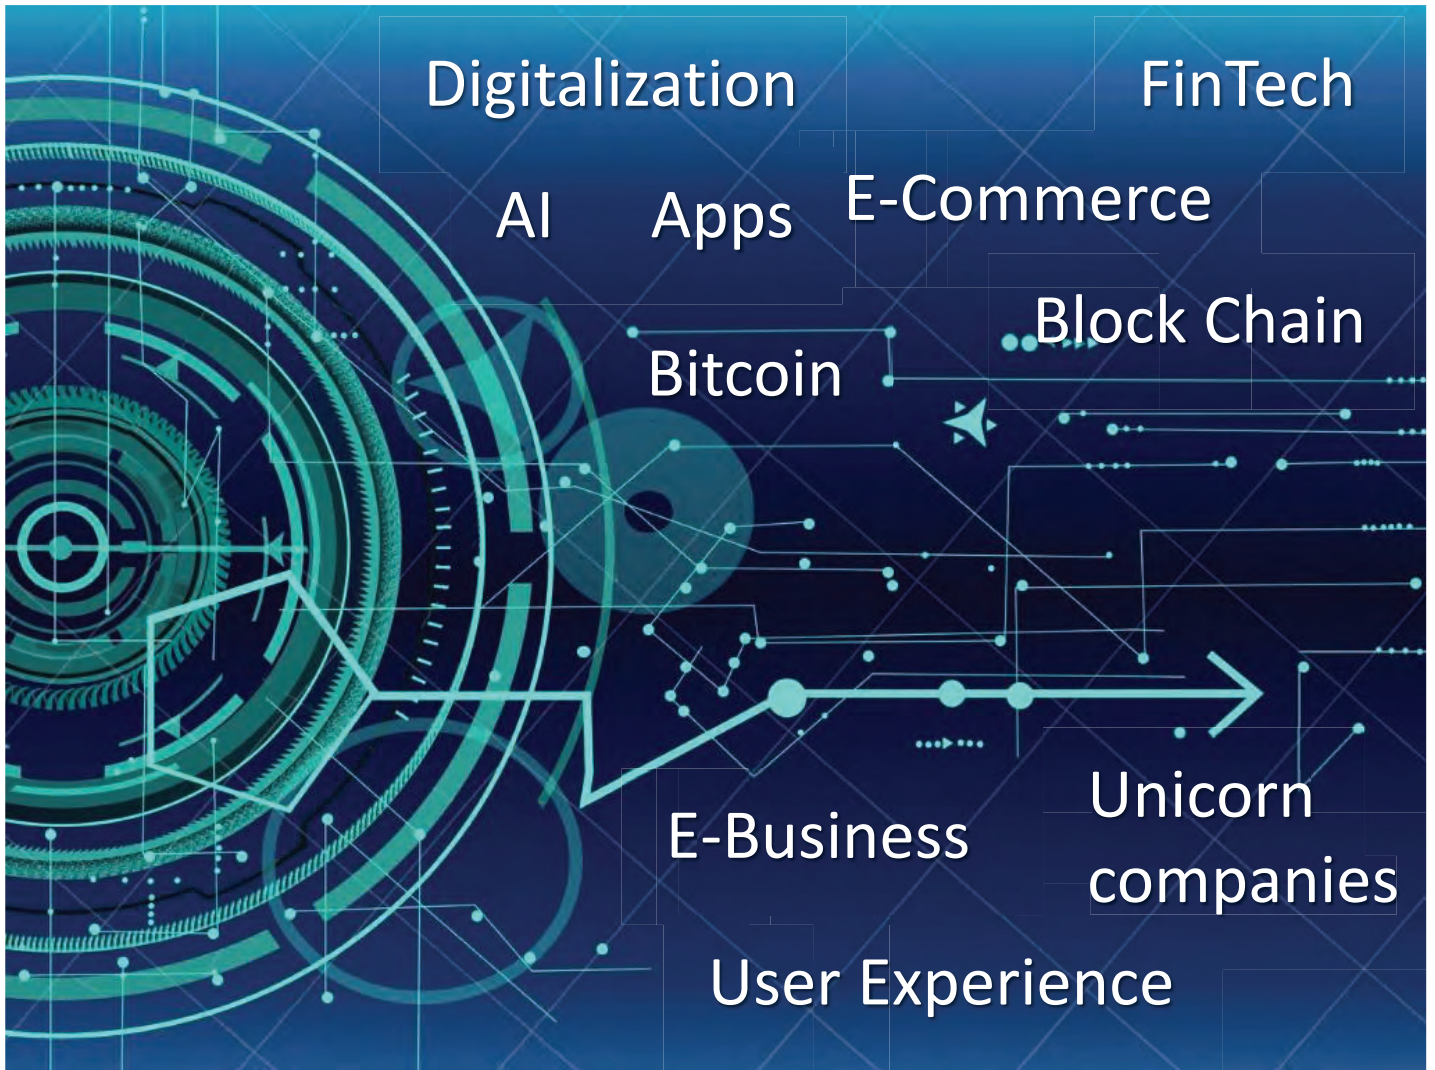 Digitalization
FinTech
AI
Apps
E-Commerce
Block Chain
Bitcoin
Unicorn
companies
E-Business
User Experience